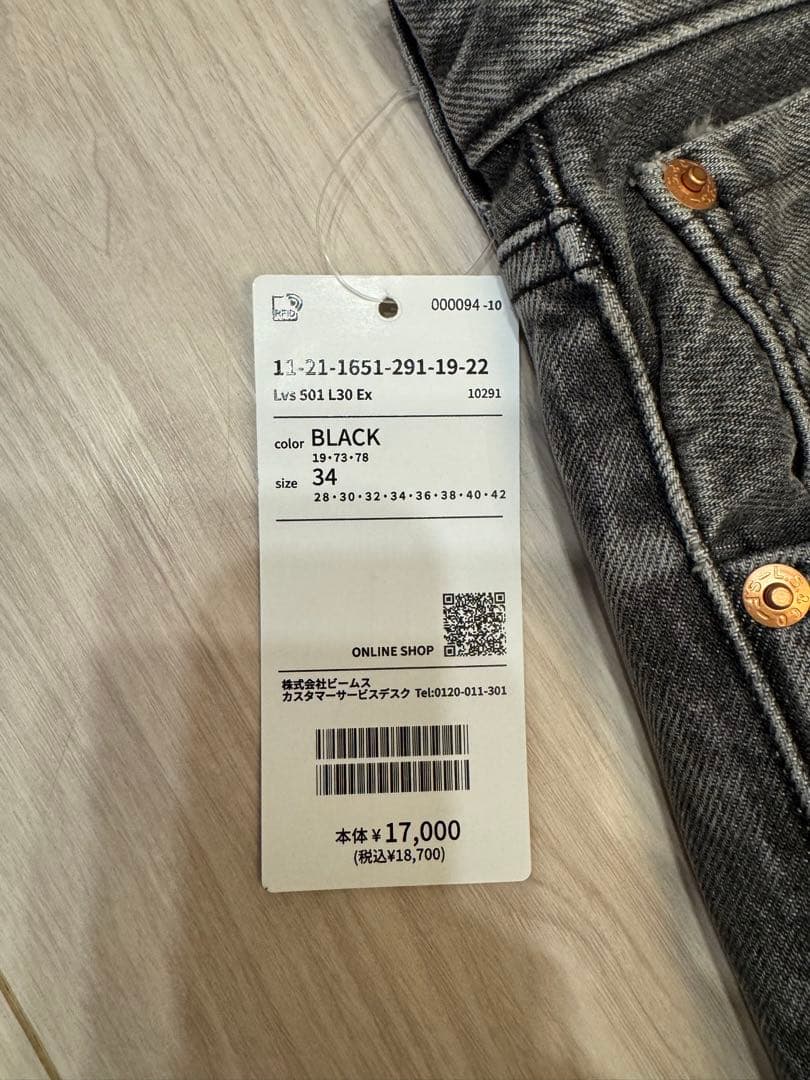 RFID
000094 -10
11-21-1651-291-19-22
Lvs 501 L30 Ex 10291
color BLACK
19・73・78
size 34
28・30・32・34・36・38・40・42
ONLINE SHOP
株式会社ビームス
カスタマーサービスデスク Tel:0120-011-301
本体¥17,000
(税込¥18,700)